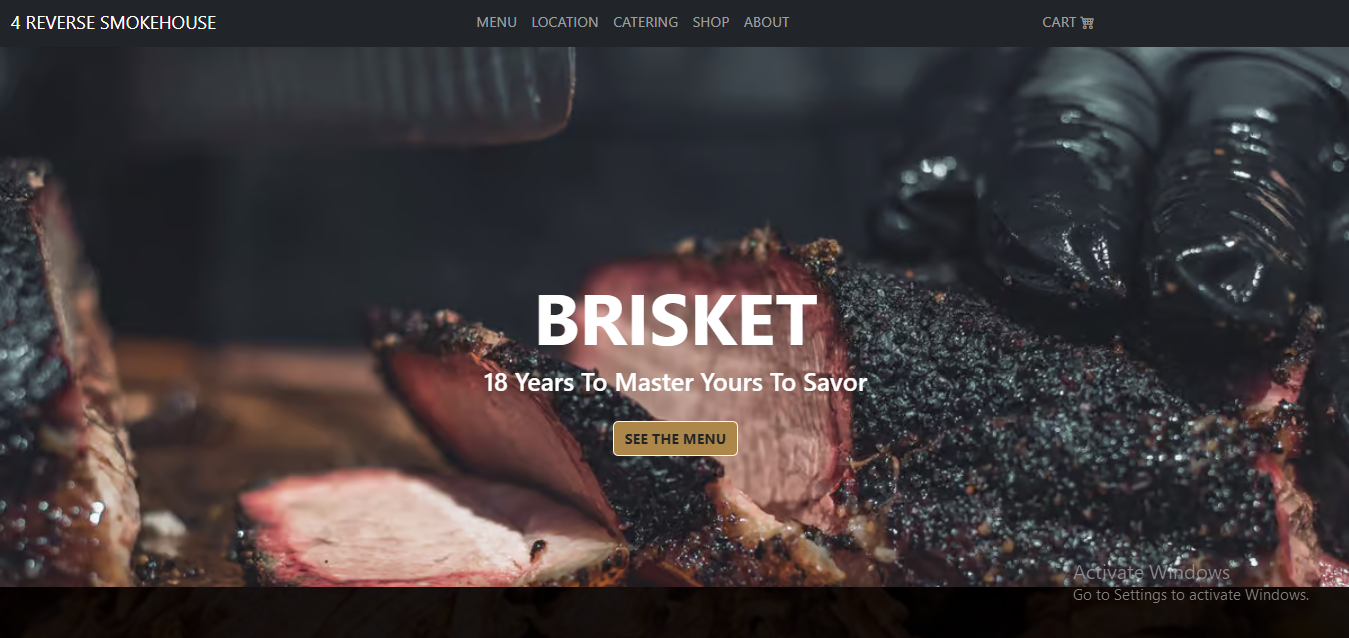 4 REVERSE SMOKEHOUSE MENU LOCATION CATERING SHOP ABOUT CART
BRISKET
18 Years To Master Yours To Savor
SEE THE MENU
Activate Windows
Go to Settings to activate Windows.